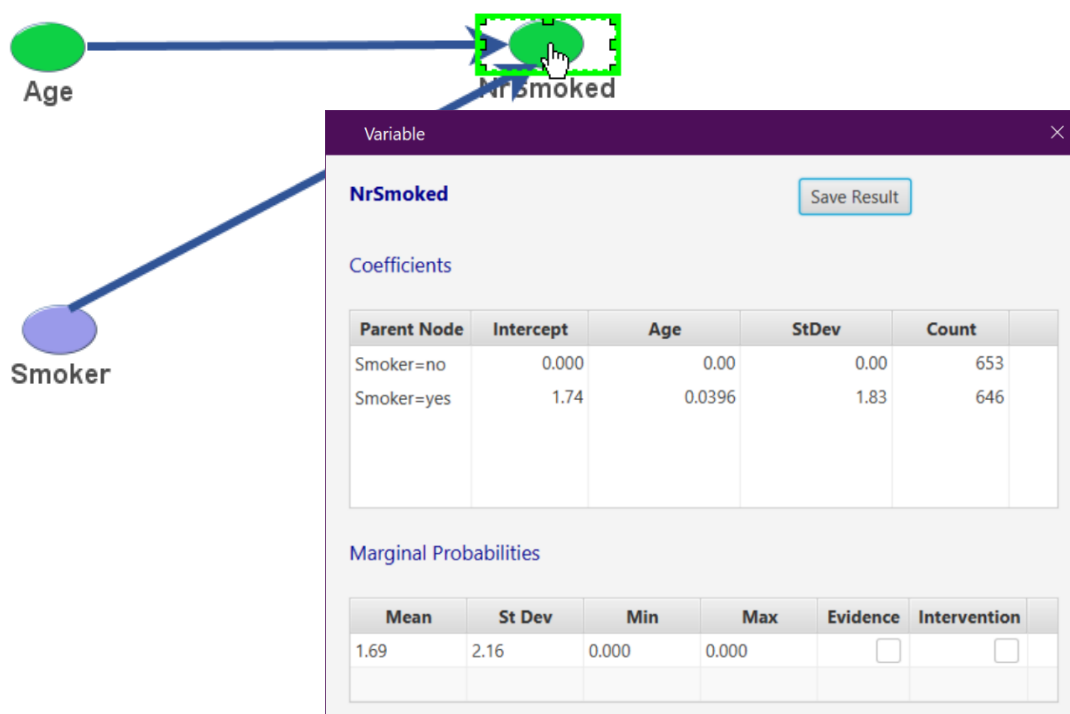 Age
NrSmoked
Smoker
Variable
NrSmoked
Save Result
Coefficients
Parent Node Intercept Age StDev Count
Smoker=no 0.000 0.00 0.00 653
Smoker=yes 1.74 0.0396 1.83 646
Marginal Probabilities
Mean St Dev Min Max Evidence Intervention
1.69 2.16 0.000 0.000